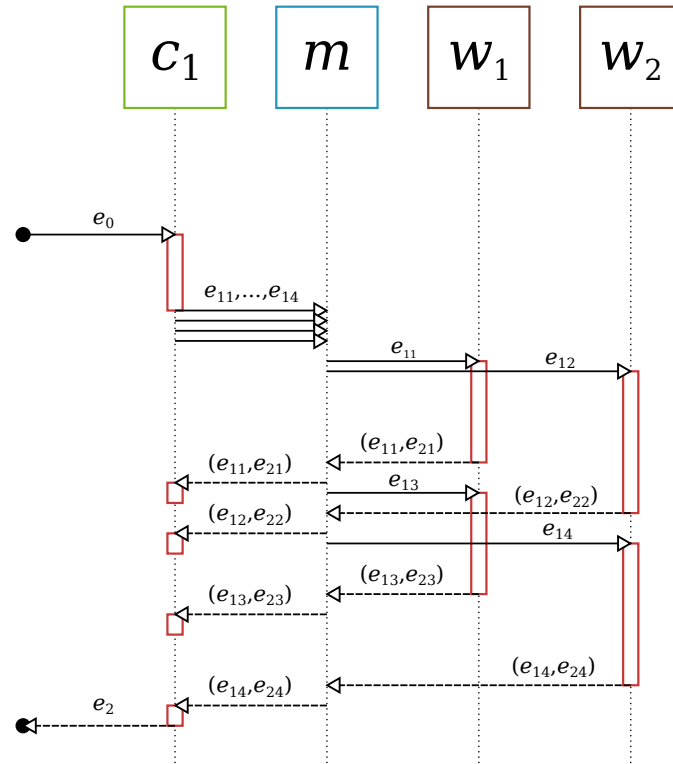 c₁ m w₁ w₂
e₀
e₁₁,...,e₁₄
e₁₁
e₁₂
(e₁₁,e₂₁)
(e₁₁,e₂₁)
e₁₃
(e₁₂,e₂₂)
(e₁₂,e₂₂)
e₁₄
(e₁₃,e₂₃)
(e₁₃,e₂₃)
(e₁₄,e₂₄)
(e₁₄,e₂₄)
e₂